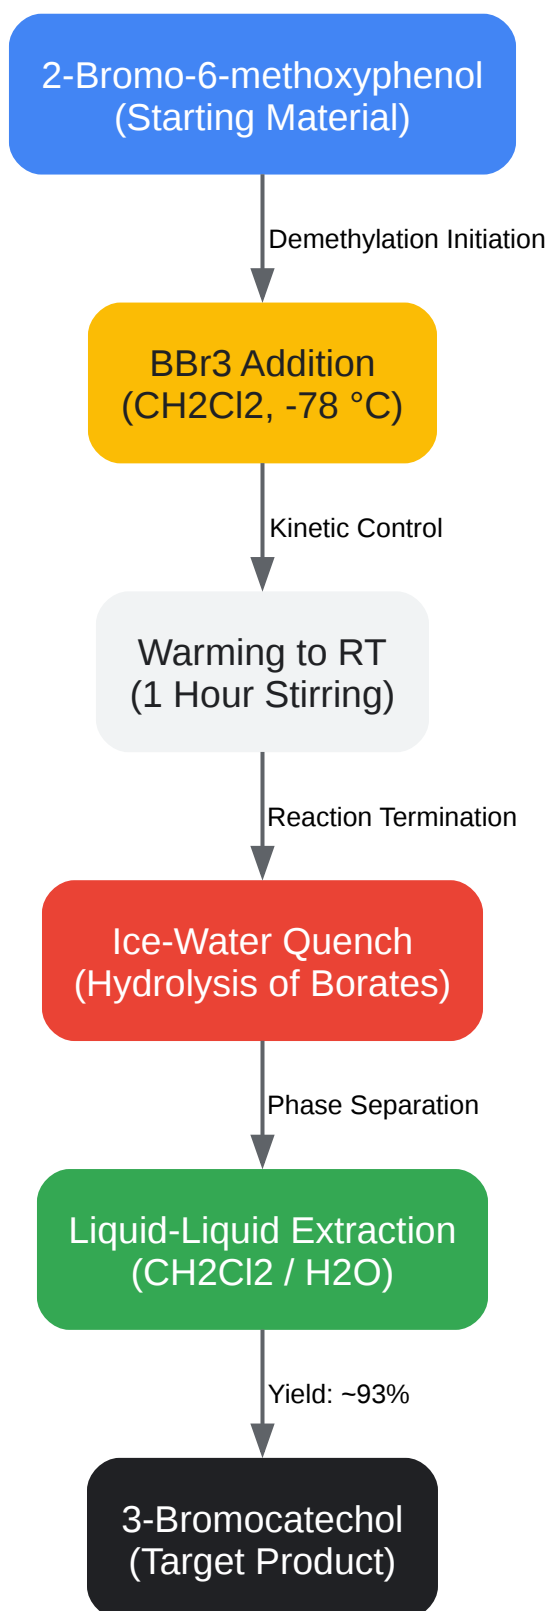 2-Bromo-6-methoxyphenol
(Starting Material)
Demethylation Initiation
BBr3 Addition
(CH2Cl2, -78 °C)
Kinetic Control
Warming to RT
(1 Hour Stirring)
Reaction Termination
Ice-Water Quench
(Hydrolysis of Borates)
Phase Separation
Liquid-Liquid Extraction
(CH2Cl2 / H2O)
Yield: ~93%
3-Bromocatechol
(Target Product)